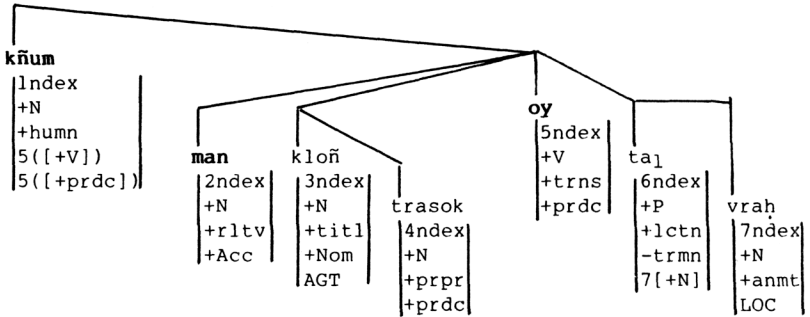 kñum
1ndex
+N
+humn
5([+V])
5([+prdc])
man
2ndex
+N
+rltv
+Acc
kloñ
3ndex
+N
+titl
+Nom
AGT
trasok
4ndex
+N
+prpr
+prdc
oy
5ndex
+V
+trns
+prdc
ta1
6ndex
+P
+lctn
-trmn
7[+N]
vraḥ
7ndex
+N
+anmt
LOC